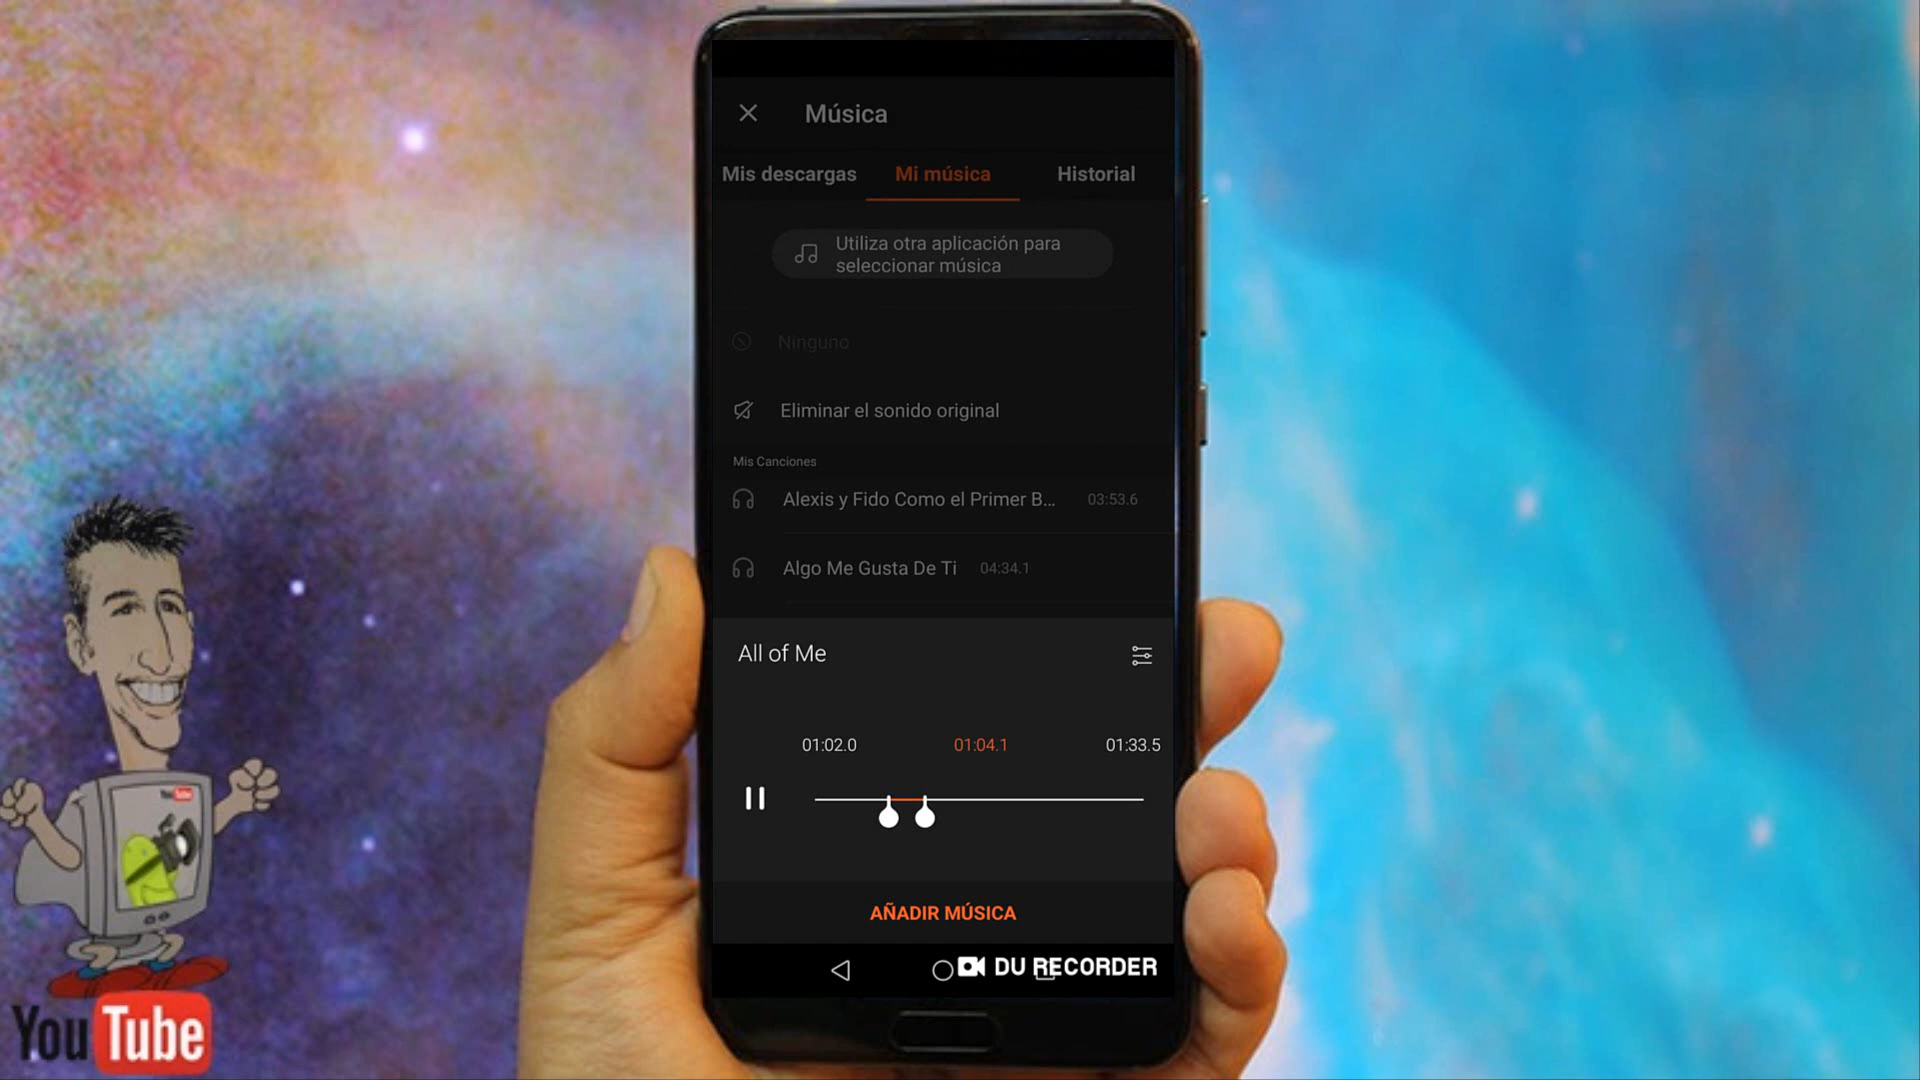 Música
Mis descargas
Mi música
Historial
Utiliza otra aplicación para
seleccionar música
Ninguno
Eliminar el sonido original
Mis Canciones
Alexis y Fido Como el Primer B...
03:53.6
Algo Me Gusta De Ti
04:34.1
All of Me
01:02.0
01:04.1
01:33.5
AÑADIR MÚSICA
DU RECORDER
YouTube
YouTube